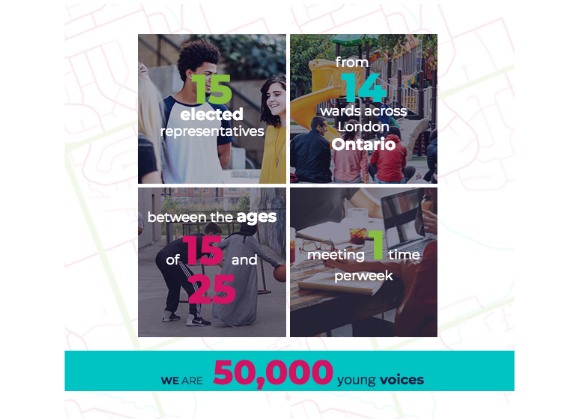 15
elected
representatives
from
14
wards across
London
Ontario
between the ages
of 15 and
25
meeting 1 time
perweek
WE ARE 50,000 young voices